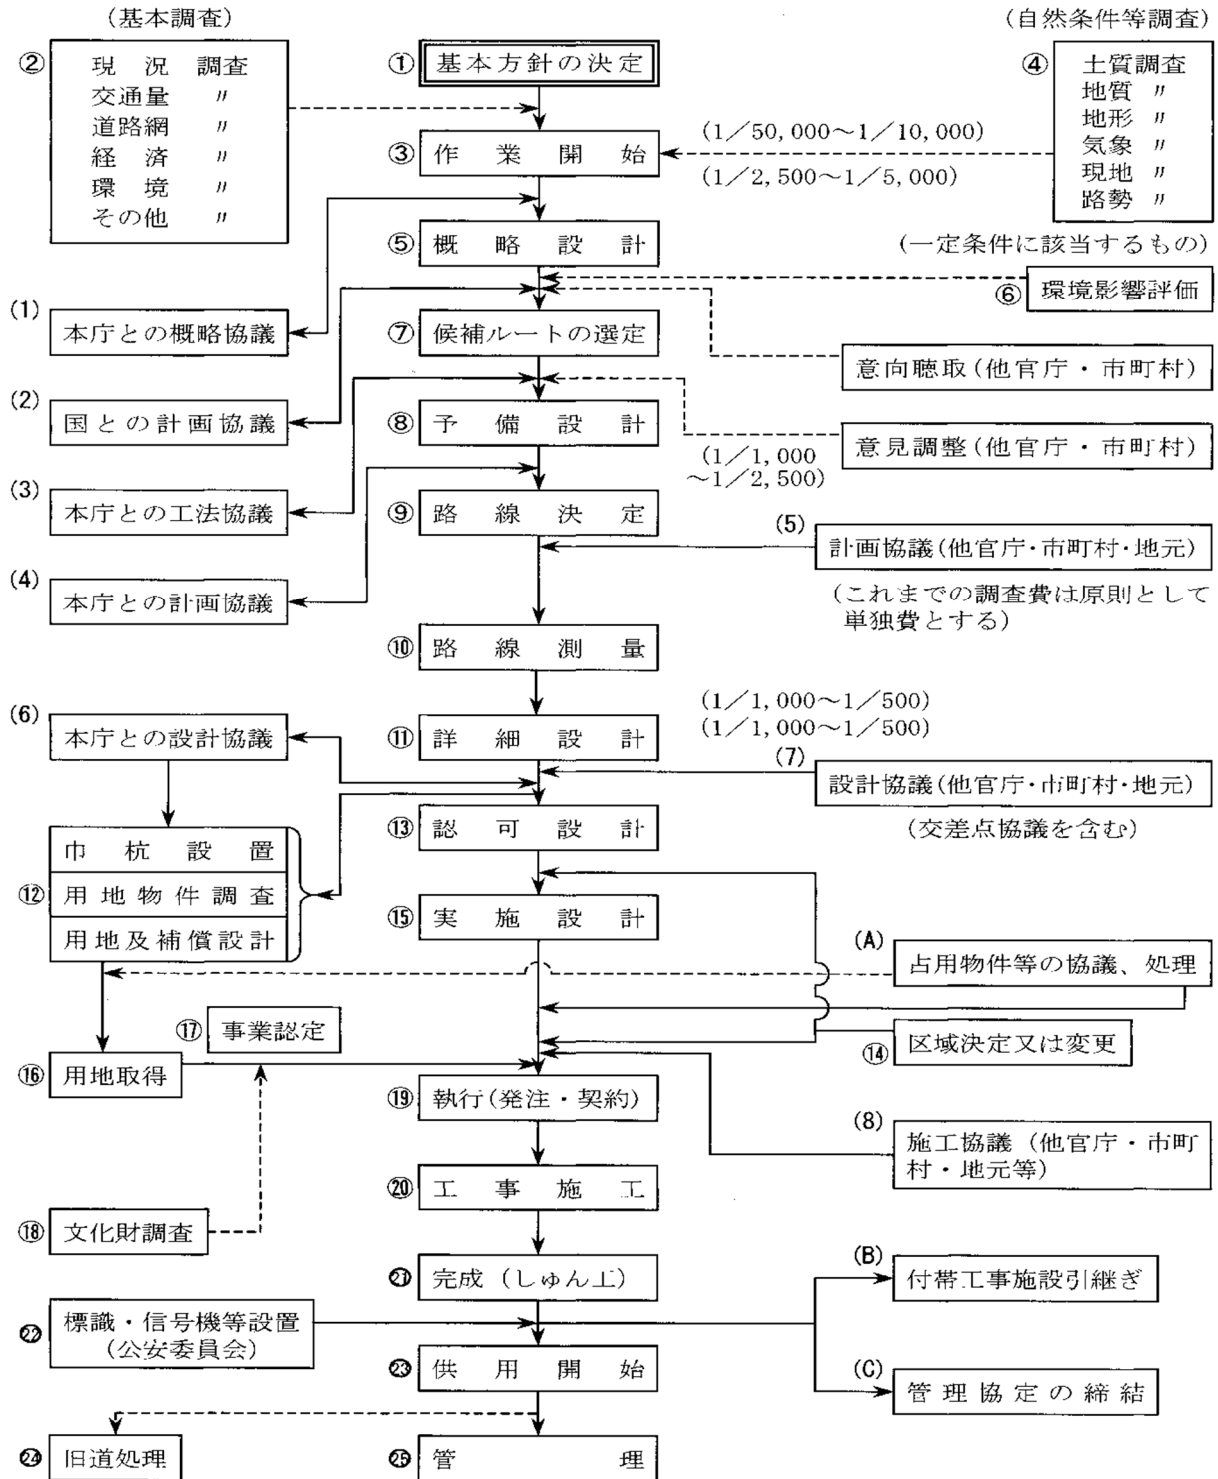 (基本調査)
(自然条件等調査)
② 現況調査
交通量 〃
道路網 〃
経済 〃
環境 〃
その他 〃
① 基本方針の決定
④ 土質調査
地質 〃
地形 〃
気象 〃
現地 〃
路勢 〃
(1/50,000~1/10,000)
③ 作業開始
(1/2,500~1/5,000)
⑤ 概略設計
(一定条件に該当するもの)
⑥ 環境影響評価
(1) 本庁との概略協議
⑦ 候補ルートの選定
意向聴取(他官庁・市町村)
(2) 国との計画協議
⑧ 予備設計
意見調整(他官庁・市町村)
(1/1,000
~1/2,500)
(3) 本庁との工法協議
⑨ 路線決定
(5) 計画協議(他官庁・市町村・地元)
(これまでの調査費は原則として
単独費とする)
(4) 本庁との計画協議
⑩ 路線測量
(1/1,000~1/500)
(1/1,000~1/500)
(6) 本庁との設計協議
⑪ 詳細設計
(7) 設計協議(他官庁・市町村・地元)
(交差点協議を含む)
⑬ 認可設計
巾杭設置
⑫ 用地物件調査
用地及補償設計
⑮ 実施設計
(A) 占用物件等の協議、処理
⑰ 事業認定
⑭ 区域決定又は変更
⑯ 用地取得
⑲ 執行(発注・契約)
(8) 施工協議(他官庁・市町
村・地元等)
⑳ 工事施工
⑱ 文化財調査
㉑ 完成(しゅん工)
(B) 付帯工事施設引継ぎ
㉒ 標識・信号機等設置
(公安委員会)
㉓ 供用開始
(C) 管理協定の締結
㉔ 旧道処理
㉕ 管理